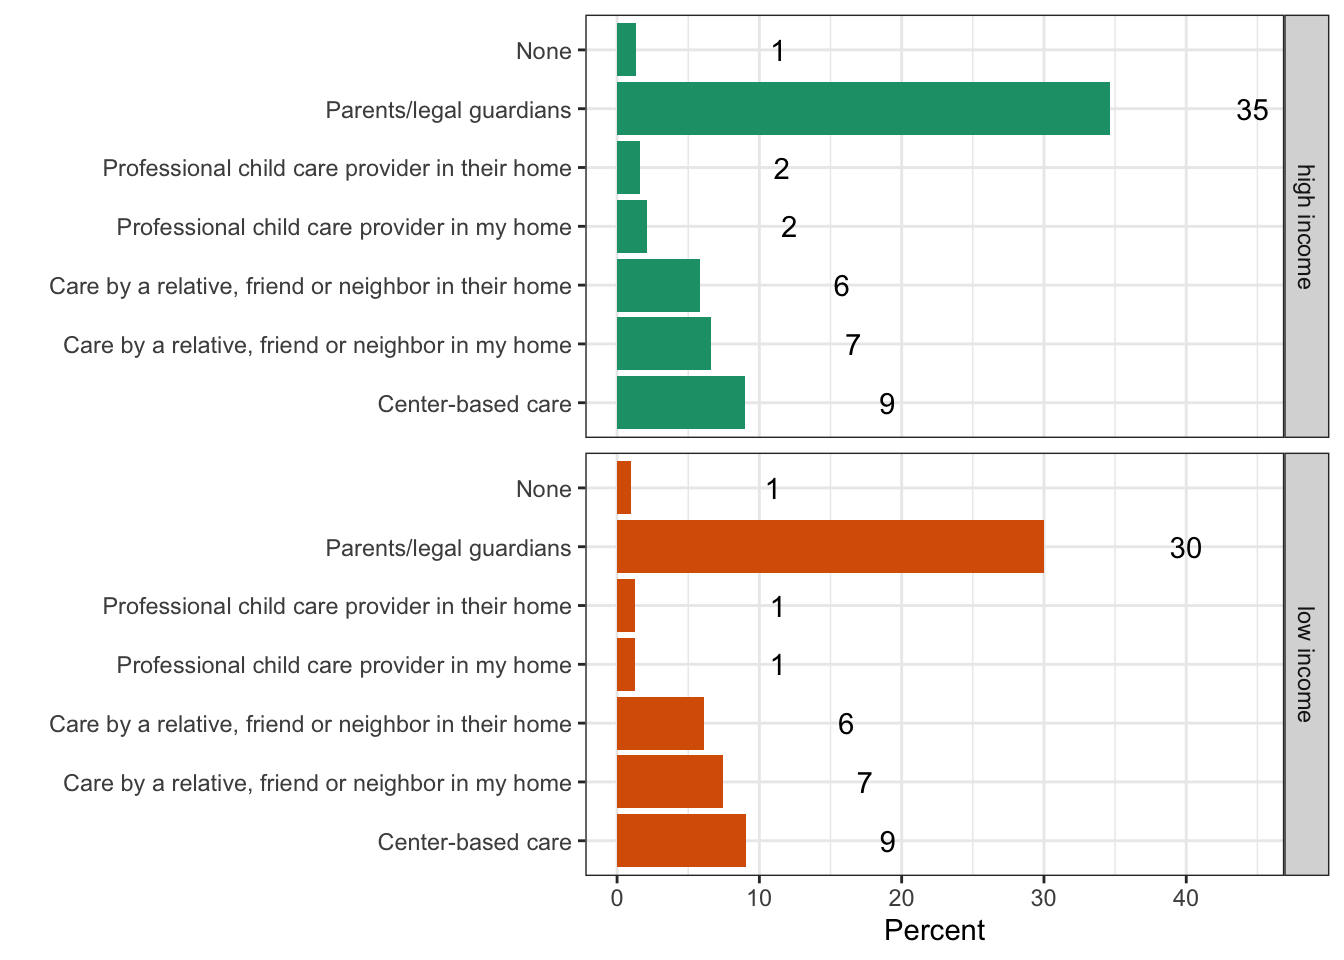 None
1
Parents/legal guardians
35
Professional child care provider in their home
2
Professional child care provider in my home
2
Care by a relative, friend or neighbor in their home
6
Care by a relative, friend or neighbor in my home
7
Center-based care
9
high income
None
1
Parents/legal guardians
30
Professional child care provider in their home
1
Professional child care provider in my home
1
Care by a relative, friend or neighbor in their home
6
Care by a relative, friend or neighbor in my home
7
Center-based care
9
low income
0 10 20 30 40
Percent